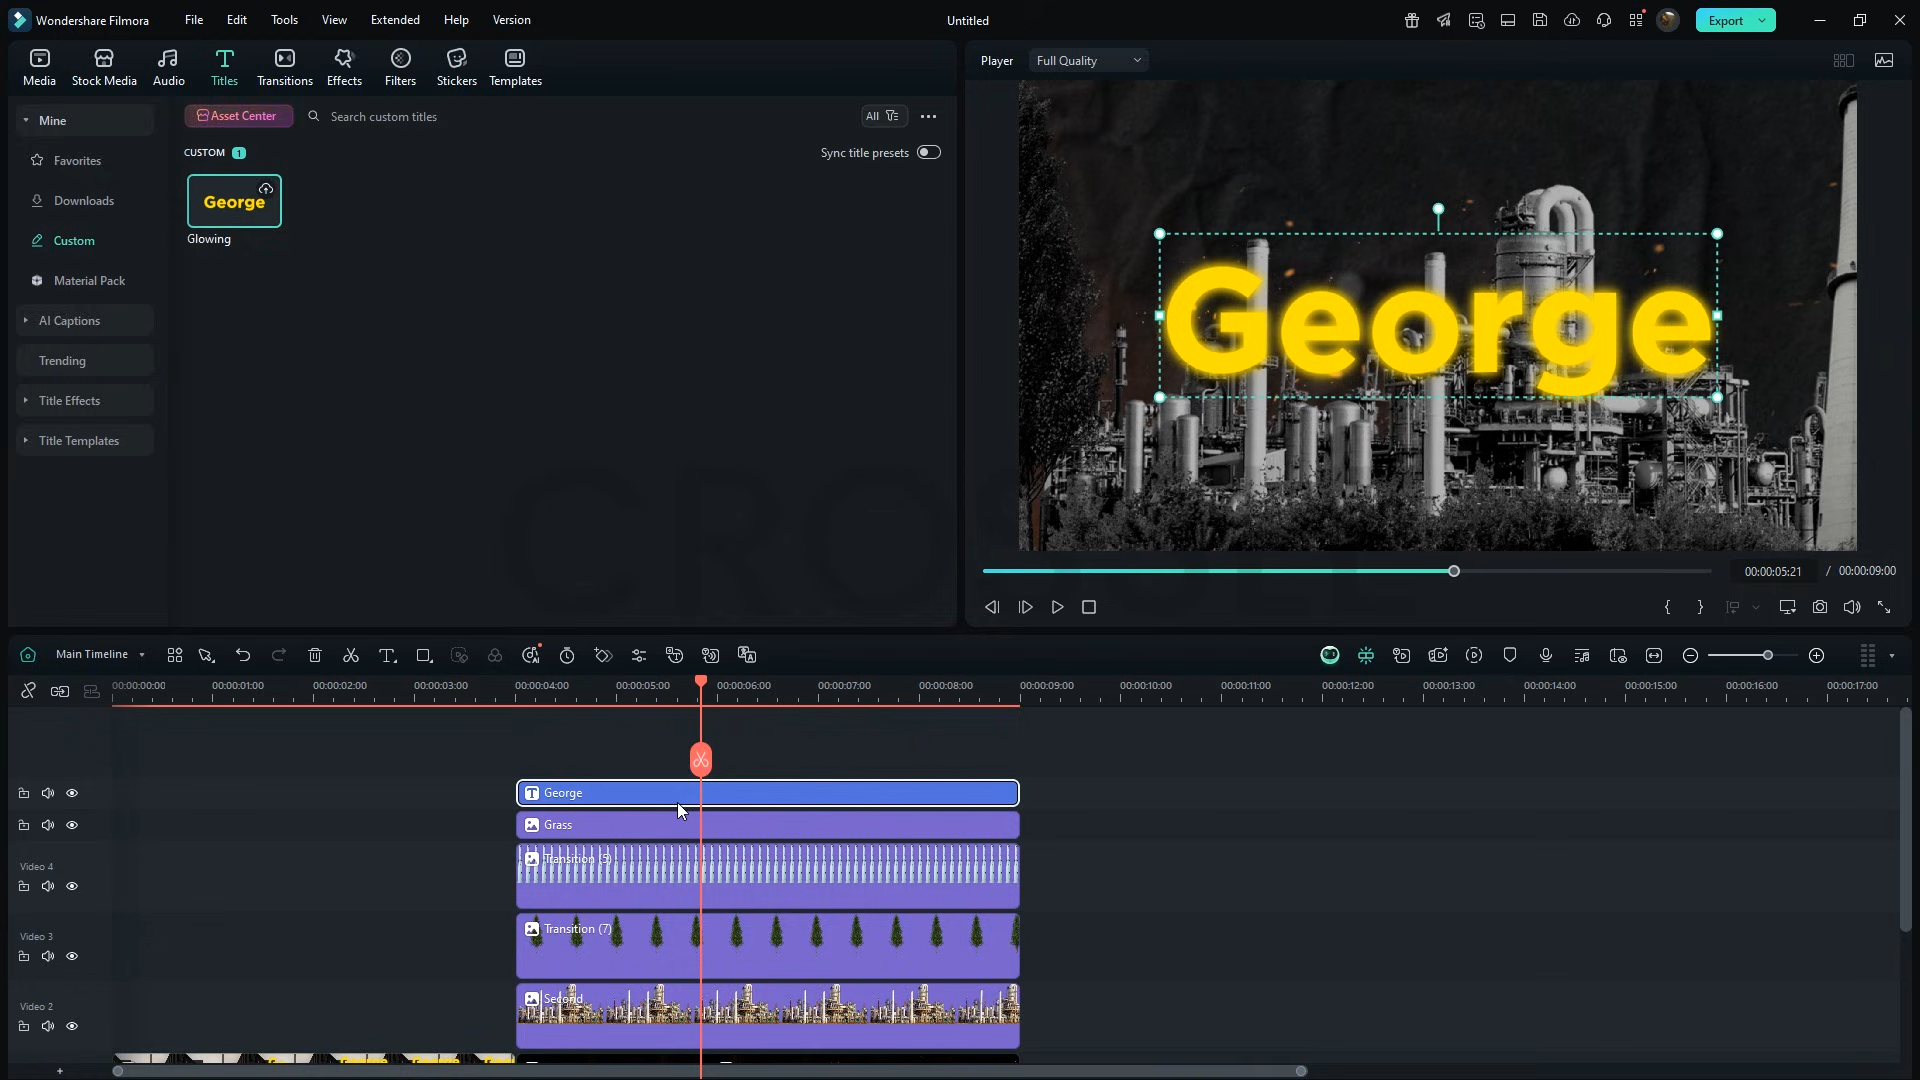 Wondershare Filmora File Edit Tools View Extended Help Version Untitled Export
Media Stock Media Audio Titles Transitions Effects Filters Stickers Templates
Player Full Quality
Mine
Favorites
Downloads
Custom
Material Pack
AI Captions
Trending
Title Effects
Title Templates
Asset Center Search custom titles All
CUSTOM 1 Sync title presets
George
Glowing
George
00:00:05:21 / 00:00:09:00
Main Timeline
00:00:00:00 00:00:01:00 00:00:02:00 00:00:03:00 00:00:04:00 00:00:05:00 00:00:06:00 00:00:07:00 00:00:08:00 00:00:09:00 00:00:10:00 00:00:11:00 00:00:12:00 00:00:13:00 00:00:14:00 00:00:15:00 00:00:16:00 00:00:17:00
George
Grass
Video 4
Transition (5)
Video 3
Transition (7)
Video 2
Second